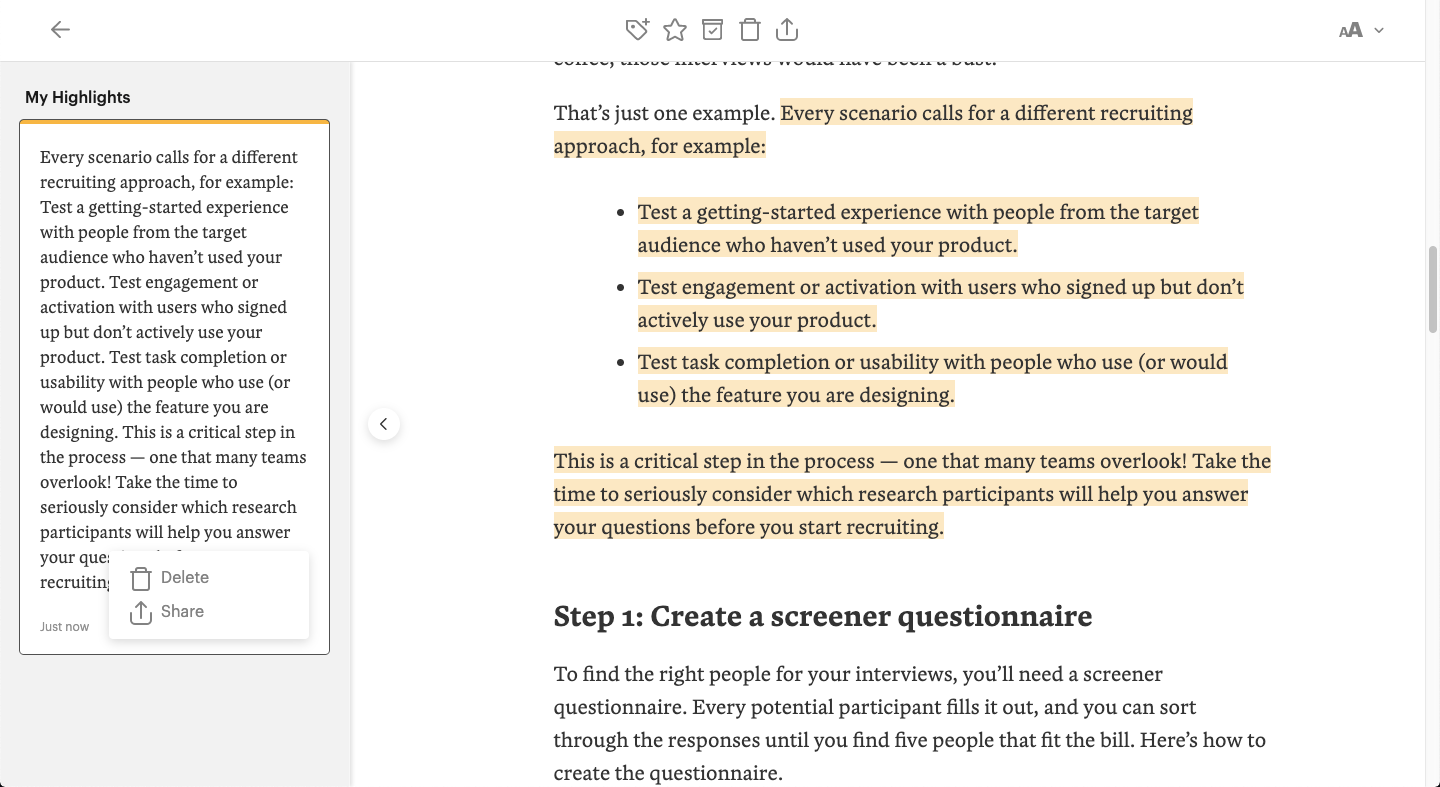 AA
My Highlights
Every scenario calls for a different
recruiting approach, for example:
Test a getting-started experience
with people from the target
audience who haven’t used your
product. Test engagement or
activation with users who signed
up but don’t actively use your
product. Test task completion or
usability with people who use (or
would use) the feature you are
designing. This is a critical step in
the process — one that many teams
overlook! Take the time to
seriously consider which research
participants will help you answer
your
recruiting
Delete
Share
Just now
coffee, those interviews would have been a bust.
That’s just one example. Every scenario calls for a different recruiting
approach, for example:
• Test a getting-started experience with people from the target
audience who haven’t used your product.
• Test engagement or activation with users who signed up but don’t
actively use your product.
• Test task completion or usability with people who use (or would
use) the feature you are designing.
This is a critical step in the process — one that many teams overlook! Take the
time to seriously consider which research participants will help you answer
your questions before you start recruiting.
Step 1: Create a screener questionnaire
To find the right people for your interviews, you’ll need a screener
questionnaire. Every potential participant fills it out, and you can sort
through the responses until you find five people that fit the bill. Here’s how to
create the questionnaire.